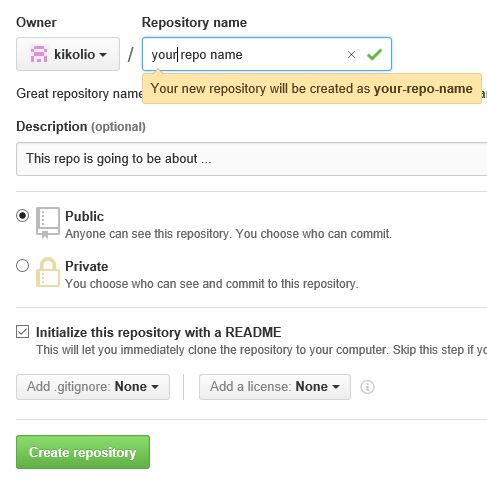 Owner Repository name
kikolio / your repo name
Your new repository will be created as your-repo-name
Great repository name
Description (optional)
This repo is going to be about ...
Public
Anyone can see this repository. You choose who can commit.
Private
You choose who can see and commit to this repository.
Initialize this repository with a README
This will let you immediately clone the repository to your computer. Skip this step if
Add .gitignore: None Add a license: None
Create repository